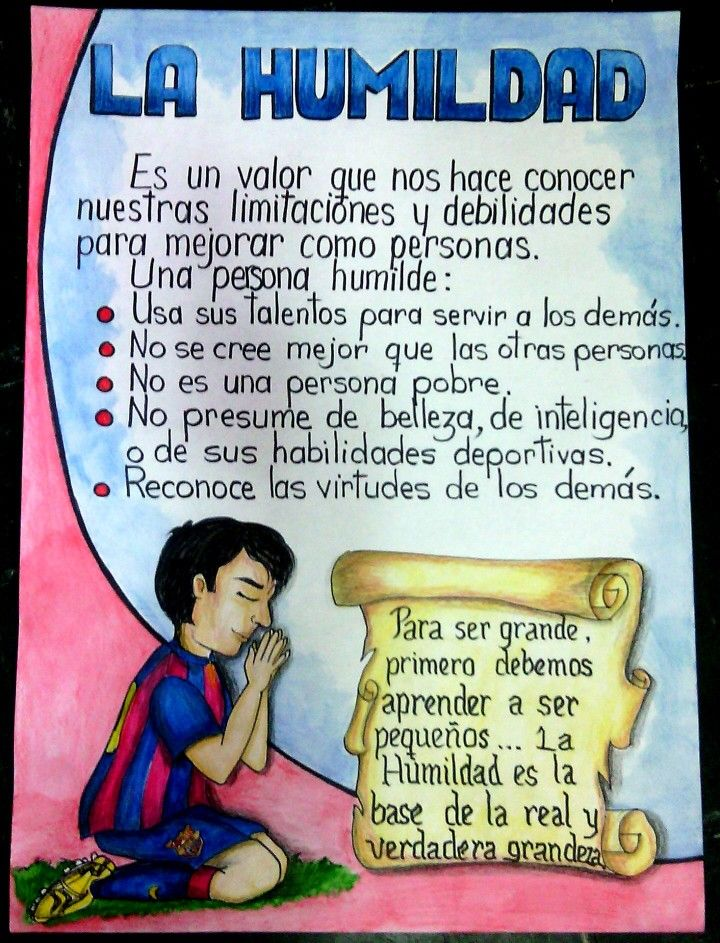 LA HUMILDAD
Es un valor que nos hace conocer
nuestras limitaciones y debilidades
para mejorar como personas.
Una persona humilde:
Usa sus talentos para servir a los demás.
No se cree mejor que las otras personas
No es una persona pobre.
No presume de belleza, de inteligencia,
o de sus habilidades deportivas.
Reconoce las virtudes de los demás.
Para ser grande,
primero debemos
aprender a ser
pequeños... La
Humildad es la
base de la real y
verdadera grandeza